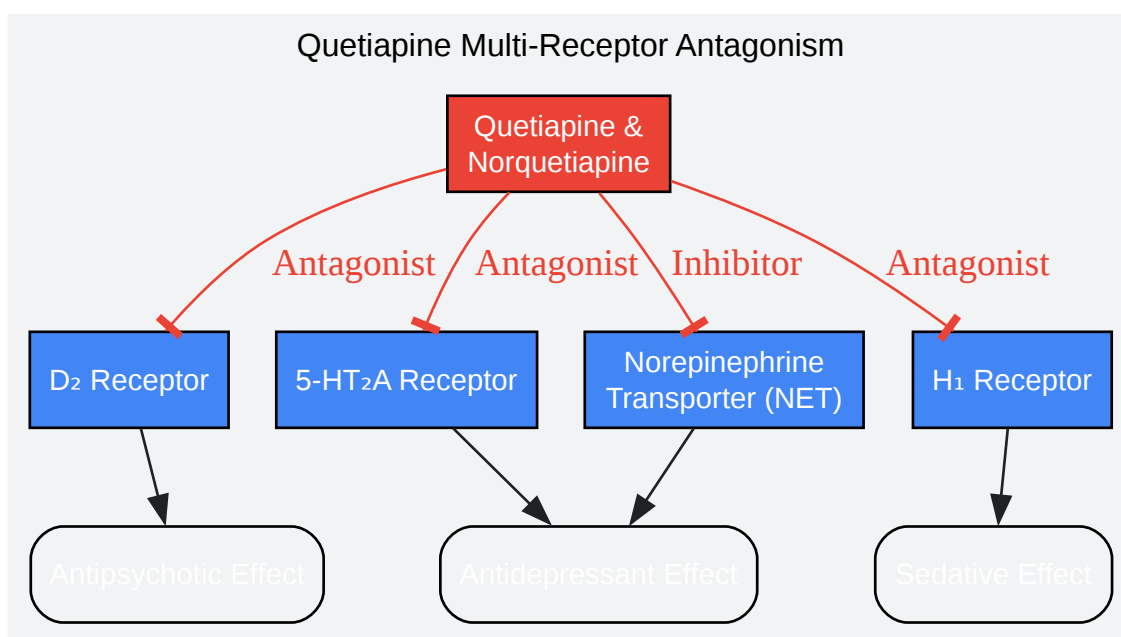 Quetiapine Multi-Receptor Antagonism
Quetiapine &
Norquetiapine
Antagonist
Antagonist
Inhibitor
Antagonist
D₂ Receptor
5-HT₂A Receptor
Norepinephrine
Transporter (NET)
H₁ Receptor
Antipsychotic Effect
Antidepressant Effect
Sedative Effect